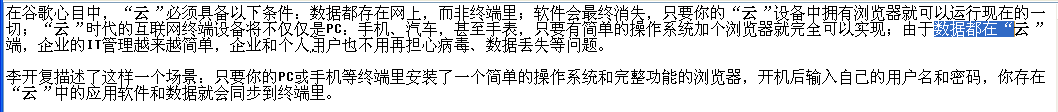 在谷歌心目中，“云”必须具备以下条件：数据都存在网上，而非终端里；软件会最终消失，只要你的“云”设备中拥有浏览器就可以运行现在的一
切；“云”时代的互联网终端设备将不仅仅是PC：手机、汽车，甚至手表，只要有简单的操作系统加个浏览器就完全可以实现；由于数据都在“云”
端，企业的IT管理越来越简单，企业和个人用户也不用再担心病毒、数据丢失等问题。
李开复描述了这样一个场景：只要你的PC或手机等终端里安装了一个简单的操作系统和完整功能的浏览器，开机后输入自己的用户名和密码，你存在
“云”中的应用软件和数据就会同步到终端里。